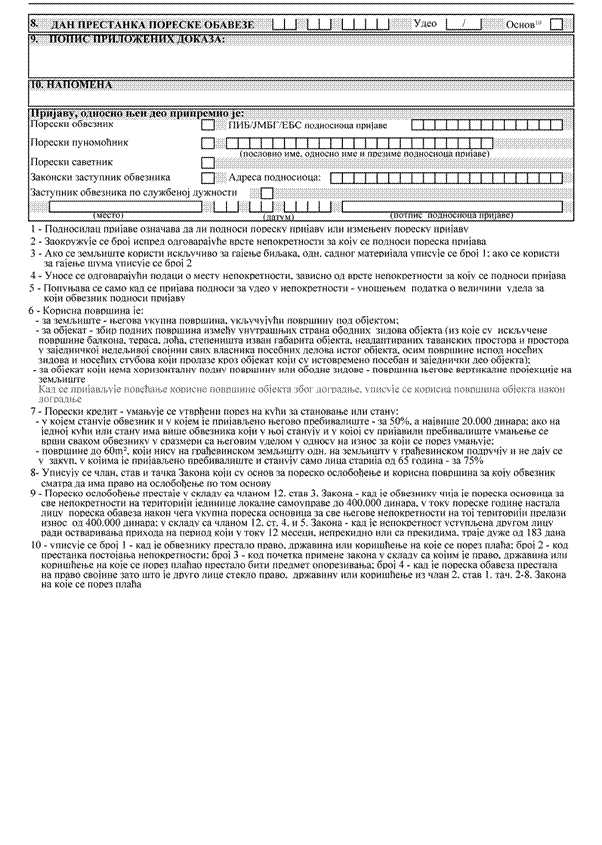 8. ДАН ПРЕСТАНКА ПОРЕСКЕ ОБАВЕЗЕ Удео / Основ10
9. ПОПИС ПРИЛОЖЕНИХ ДОКАЗА:
10. НАПОМЕНА
Пријаву, односно њен део припремио је:
Порески обвезник ПИБ/ЈМБГ/ЕБС подносиоца пријаве
Порески пуномоћник
(пословно име, односно име и презиме подносиоца пријаве)
Порески саветник
Законски заступник обвезника Адреса подносиоца:
Заступник обвезника по службеној дужности
(место) (датум) (потпис подносиоца пријаве)
1 - Подносилац пријаве означава да ли подноси пореску пријаву или измењену пореску пријаву
2 - Заокружује се број испред одговарајуће врсте непокретности за коју се подноси пореска пријава
3 - Ако се земљиште користи искључиво за гајење биљака, одн. садног материјала уписује се број 1; ако се користи
за гајење шума уписује се број 2
4 - Уносе се одговарајући подаци о месту непокретности, зависно од врсте непокретности за коју се подноси пријава
5 - Попуњава се само кад се пријава подноси за удео у непокретности - уношењем податка о величини удела за
који обвезник подноси пријаву
6 - Корисна површина је:
- за земљиште - његова укупна површина, укључујући површину под објектом;
- за објекат - збир подних површина између унутрашњих страна ободних зидова објекта (из које су искључене
површине балкона, тераса, лођа, степеништа изван габарита објекта, неадаптираних таванских простора и простора
у заједничкој недељивој својини свих власника посебних делова истог објекта, осим површине испод носећих
зидова и носећих стубова који пролазе кроз објекат који су истовремено посебан и заједнички део објекта);
- за објекат који нема хоризонталну подну површину или ободне зидове - површина његове вертикалне пројекције на
земљиште
Кад се пријављује повећање корисне површине објекта због доградње, уписује се корисна површина објекта након
доградње
7 - Порески кредит - умањује се утврђени порез на кући за становање или стану:
- у којем станује обвезник и у којем је пријављено његово пребивалиште - за 50%, а највише 20.000 динара; ако на
једној кући или стану има више обвезника који у њој станују и у којој су пријавили пребивалиште умањење се
врши сваком обвезнику у сразмери са његовим уделом у односу на износ за који се порез умањује;
- површине до 60m², који нису на грађевинском земљишту одн. на земљишту у грађевинском подручју и не дају се
у закуп, у којима је пријављено пребивалиште и станују само лица старија од 65 година - за 75%
8- Уписују се члан, став и тачка Закона који су основ за пореско ослобођење и корисна површина за коју обвезник
сматра да има право на ослобођење по том основу
9 - Пореско ослобођење престаје у складу са чланом 12. став 3. Закона - кад је обвезнику чија је пореска основица за
све непокретности на територији јединице локалне самоуправе до 400.000 динара, у току пореске године настала
лицу пореска обавеза након чега укупна пореска основица за све његове непокретности на тој територији прелази
износ од 400.000 динара; у складу са чланом 12. ст. 4. и 5. Закона - кад је непокретност уступљена другом лицу
ради остваривања прихода на период који у току 12 месеци, непрекидно или са прекидима, траје дуже од 183 дана
10 - уписује се број 1 - кад је обвезнику престало право, државина или коришћење на које се порез плаћа; број 2 - код
престанка постојања непокретности; број 3 - код почетка примене закона у складу са којим је право, државина или
коришћење на које се порез плаћао престало бити предмет опорезивања; број 4 - кад је пореска обавеза престала
на право својине зато што је друго лице стекло право, државину или коришћење из члан 2. став 1. тач. 2-8. Закона
на које се порез плаћа